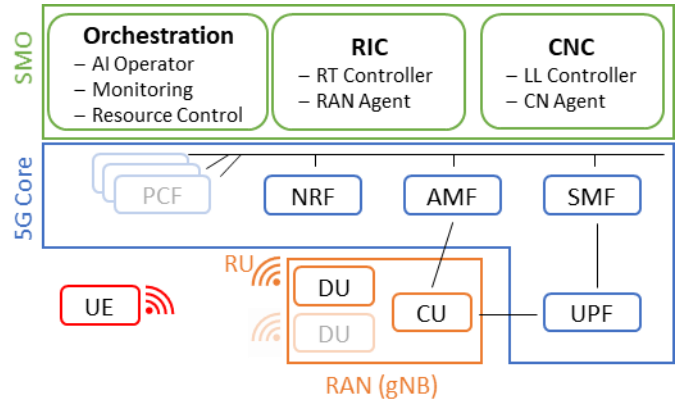 SMO
Orchestration
– AI Operator
– Monitoring
– Resource Control
RIC
– RT Controller
– RAN Agent
CNC
– LL Controller
– CN Agent
5G Core
PCF
NRF
AMF
SMF
RU
UE
DU
DU
CU
UPF
RAN (gNB)